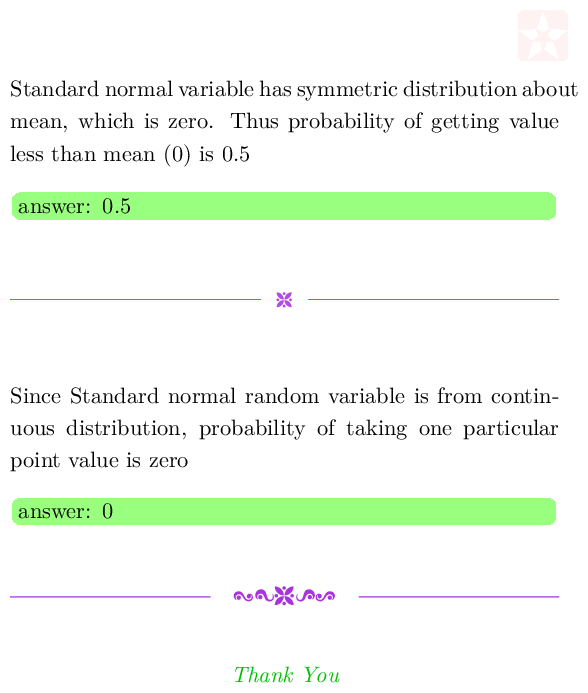 Standard normal variable has symmetric distribution about
mean, which is zero. Thus probability of getting value
less than mean (0) is 0.5
answer: 0.5
Since Standard normal random variable is from contin-
uous distribution, probability of taking one particular
point value is zero
answer: 0
Thank You